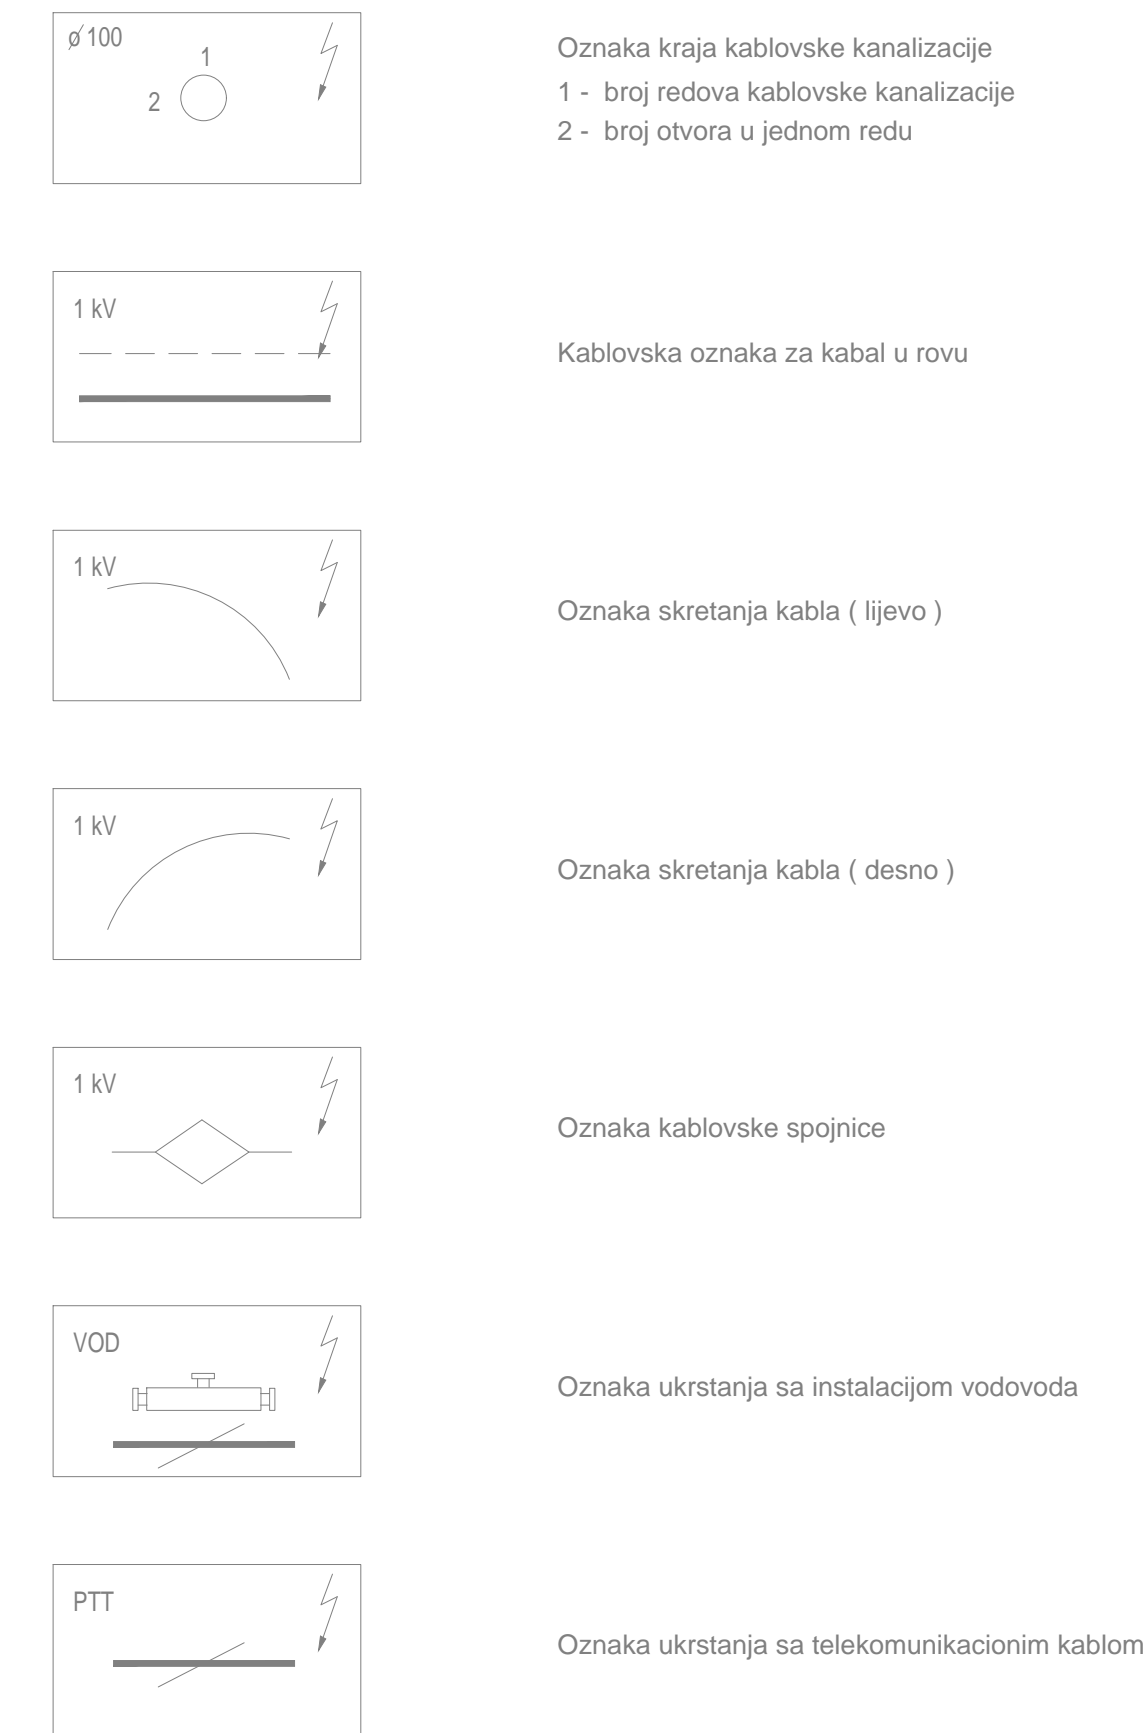 ø 100
1
2
Oznaka kraja kablovske kanalizacije
1 - broj redova kablovske kanalizacije
2 - broj otvora u jednom redu
1 kV
Kablovska oznaka za kabal u rovu
1 kV
Oznaka skretanja kabla ( lijevo )
1 kV
Oznaka skretanja kabla ( desno )
1 kV
Oznaka kablovske spojnice
VOD
Oznaka ukrstanja sa instalacijom vodovoda
PTT
Oznaka ukrstanja sa telekomunikacionim kablom